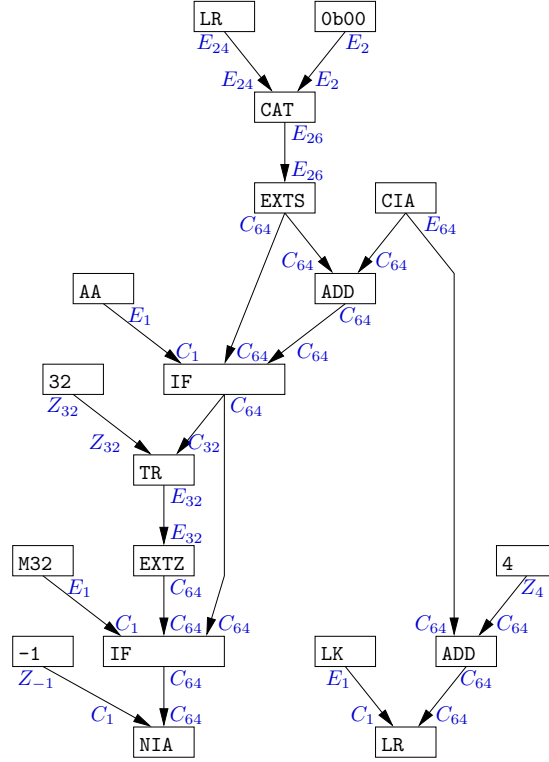 LR 0b00
E24 E2
E24 E2
CAT
E26
E26
EXTS CIA
C64 E64
C64 C64
AA ADD
E1 C64
C1 C64 C64
32 IF
Z32 C64
Z32 C32
TR
E32
E32
M32 EXTZ 4
E1 C64 Z4
C1 C64 C64 C64 C64
-1 IF LK ADD
Z−1 C64 E1 C64
C1 C64 C1 C64
NIA LR